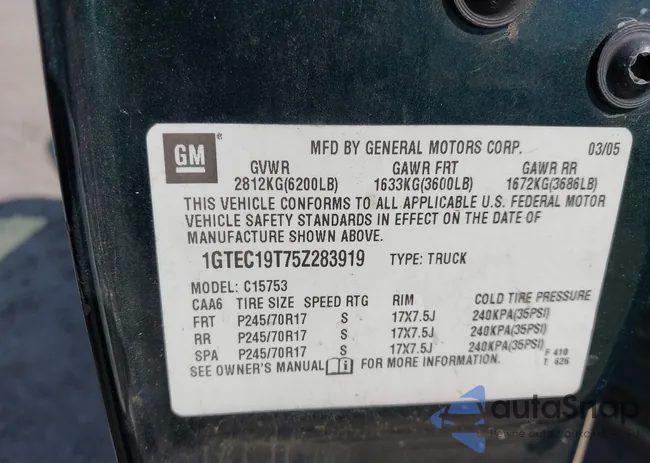 GM ® MFD BY GENERAL MOTORS CORP. 03/05
GVWR GAWR FRT GAWR RR
2812KG(6200LB) 1633KG(3600LB) 1672KG(3686LB)
THIS VEHICLE CONFORMS TO ALL APPLICABLE U.S. FEDERAL MOTOR
VEHICLE SAFETY STANDARDS IN EFFECT ON THE DATE OF
MANUFACTURE SHOWN ABOVE.
1GTEC19T75Z283919 TYPE: TRUCK
MODEL: C15753
CAA6 TIRE SIZE SPEED RTG RIM COLD TIRE PRESSURE
FRT P245/70R17 S 17X7.5J 240KPA(35PSI)
RR P245/70R17 S 17X7.5J 240KPA(35PSI)
SPA P245/70R17 S 17X7.5J 240KPA(35PSI)
SEE OWNER'S MANUAL i FOR MORE INFORMATION.
F 410
T 626
autoSnap